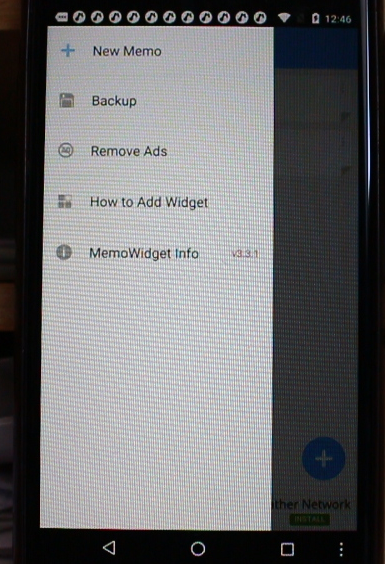 12:46
New Memo
Backup
Remove Ads
How to Add Widget
MemoWidget Info v3.3.1
ther Network
INSTALL